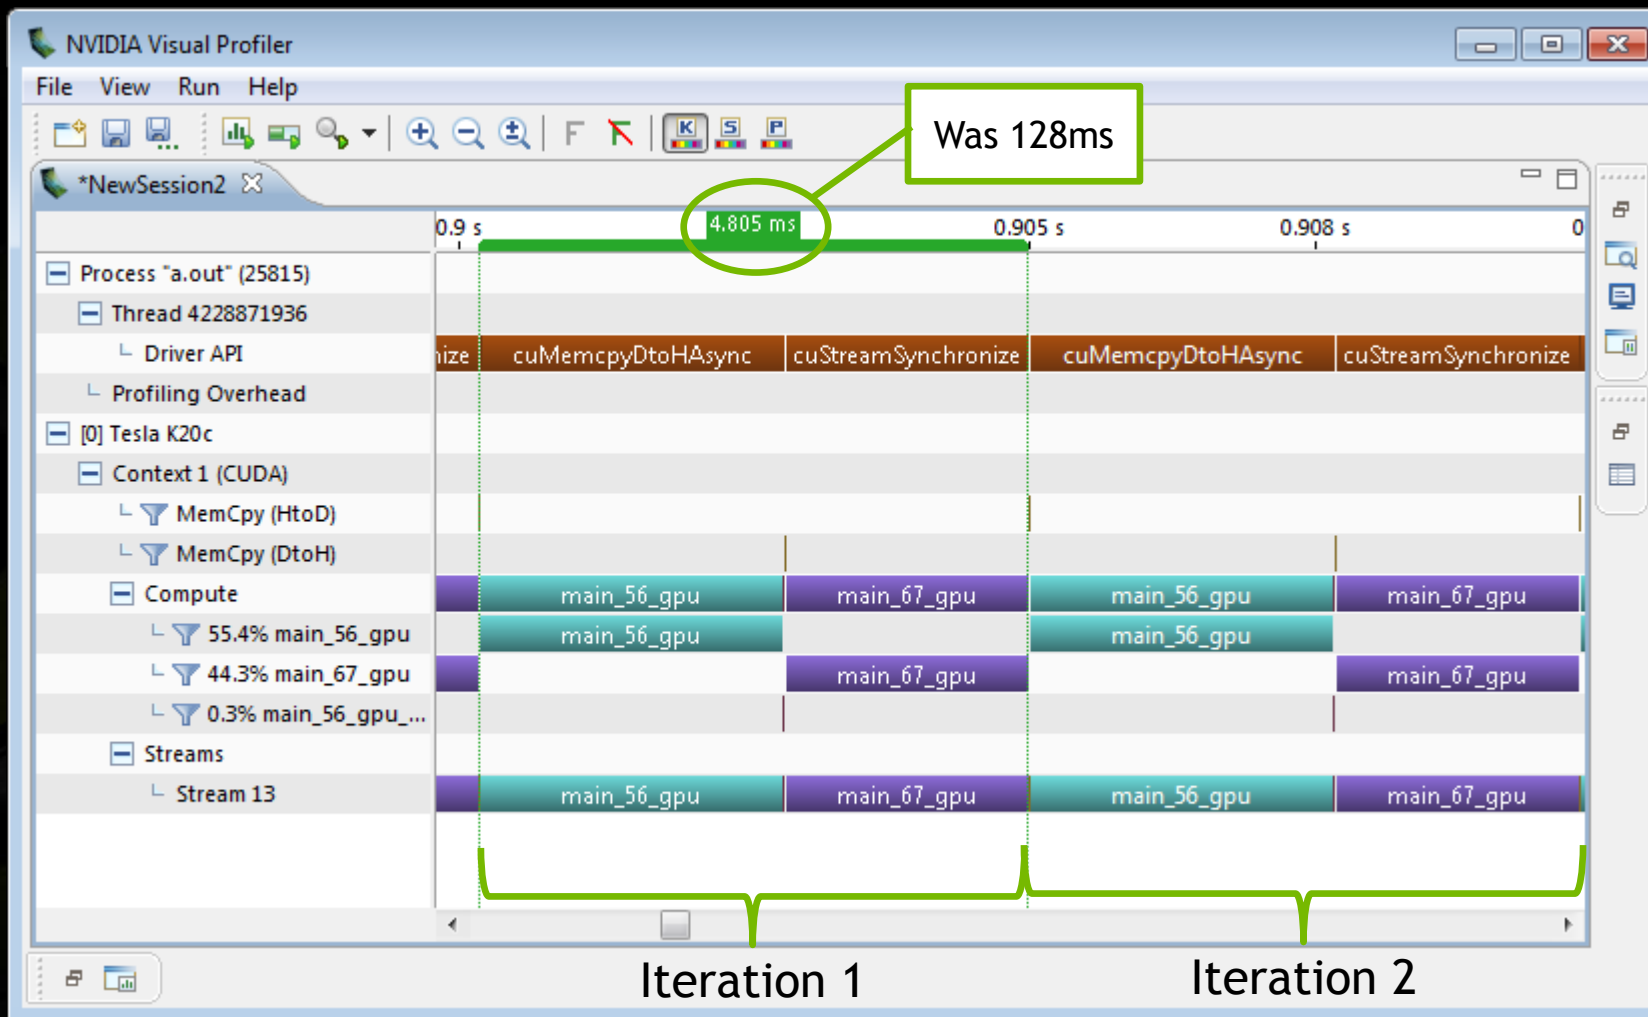 NVIDIA Visual Profiler
File View Run Help
F K S P
Was 128ms
*NewSession2
0.9 s 4.805 ms 0.905 s 0.908 s 0
Process "a.out" (25815)
Thread 4228871936
Driver API nize cuMemcpyDtoHAsync cuStreamSynchronize cuMemcpyDtoHAsync cuStreamSynchronize
Profiling Overhead
[0] Tesla K20c
Context 1 (CUDA)
MemCpy (HtoD)
MemCpy (DtoH)
Compute main_56_gpu main_67_gpu main_56_gpu main_67_gpu
55.4% main_56_gpu main_56_gpu main_56_gpu
44.3% main_67_gpu main_67_gpu main_67_gpu
0.3% main_56_gpu_...
Streams
Stream 13 main_56_gpu main_67_gpu main_56_gpu main_67_gpu
Iteration 1 Iteration 2